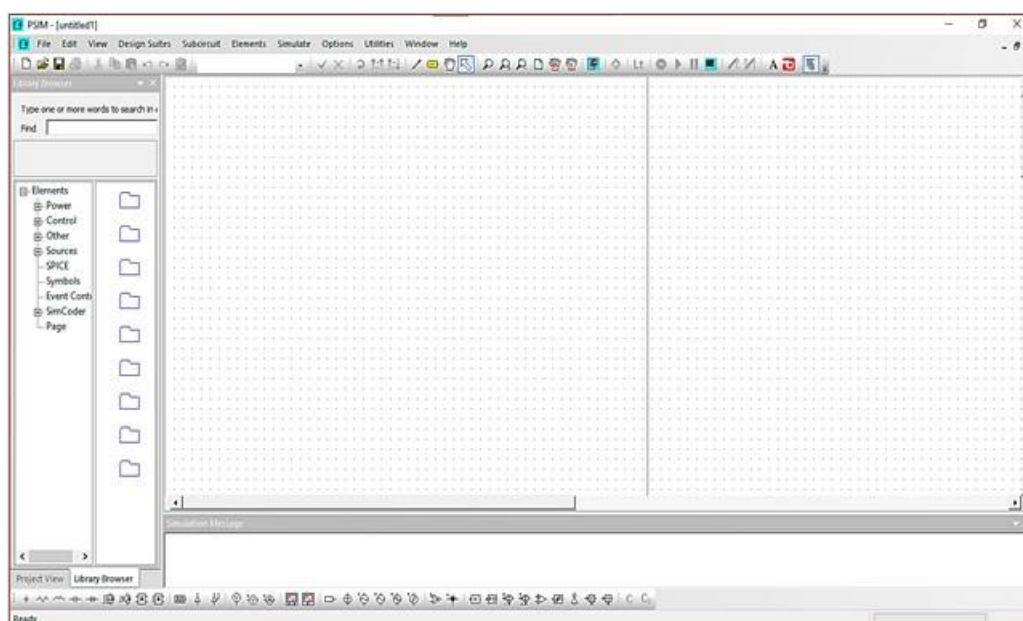 PSIM - [untitled1]
File Edit View Design Suites Subcircuit Elements Simulate Options Utilities Window Help
Library Browser
Type one or more words to search in
Find
Elements
Power
Control
Other
Sources
SPICE
Symbols
Event Cont
SimCoder
Page
Simulation Message
Project View Library Browser
Ready